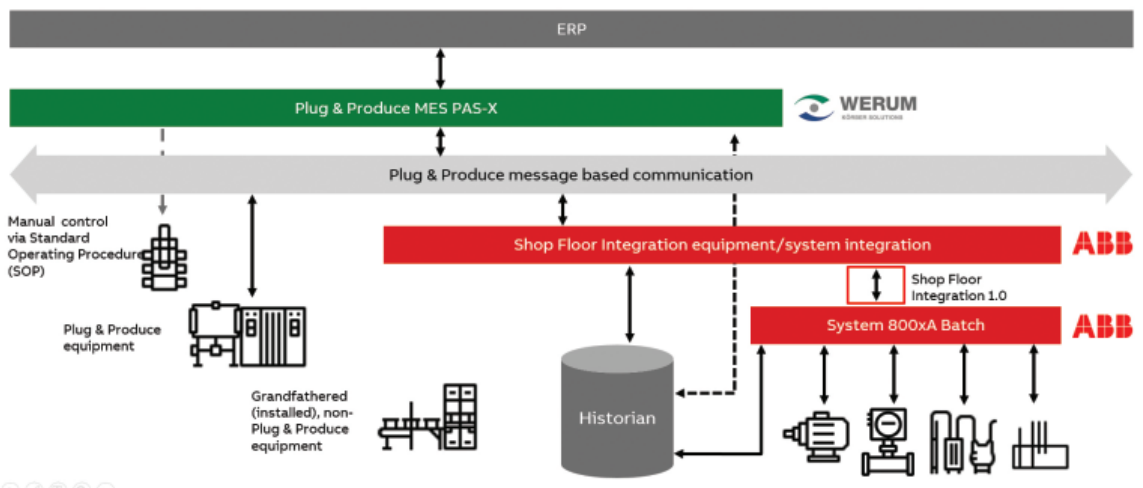 ERP
Plug & Produce MES PAS-X
WERUM
KÖRBER SOLUTIONS
Plug & Produce message based communication
Manual control
via Standard
Operating Procedure
(SOP)
Shop Floor Integration equipment/system integration
ABB
Shop Floor
Integration 1.0
Plug & Produce
equipment
System 800xA Batch
ABB
Grandfathered
(installed), non-
Plug & Produce
equipment
Historian